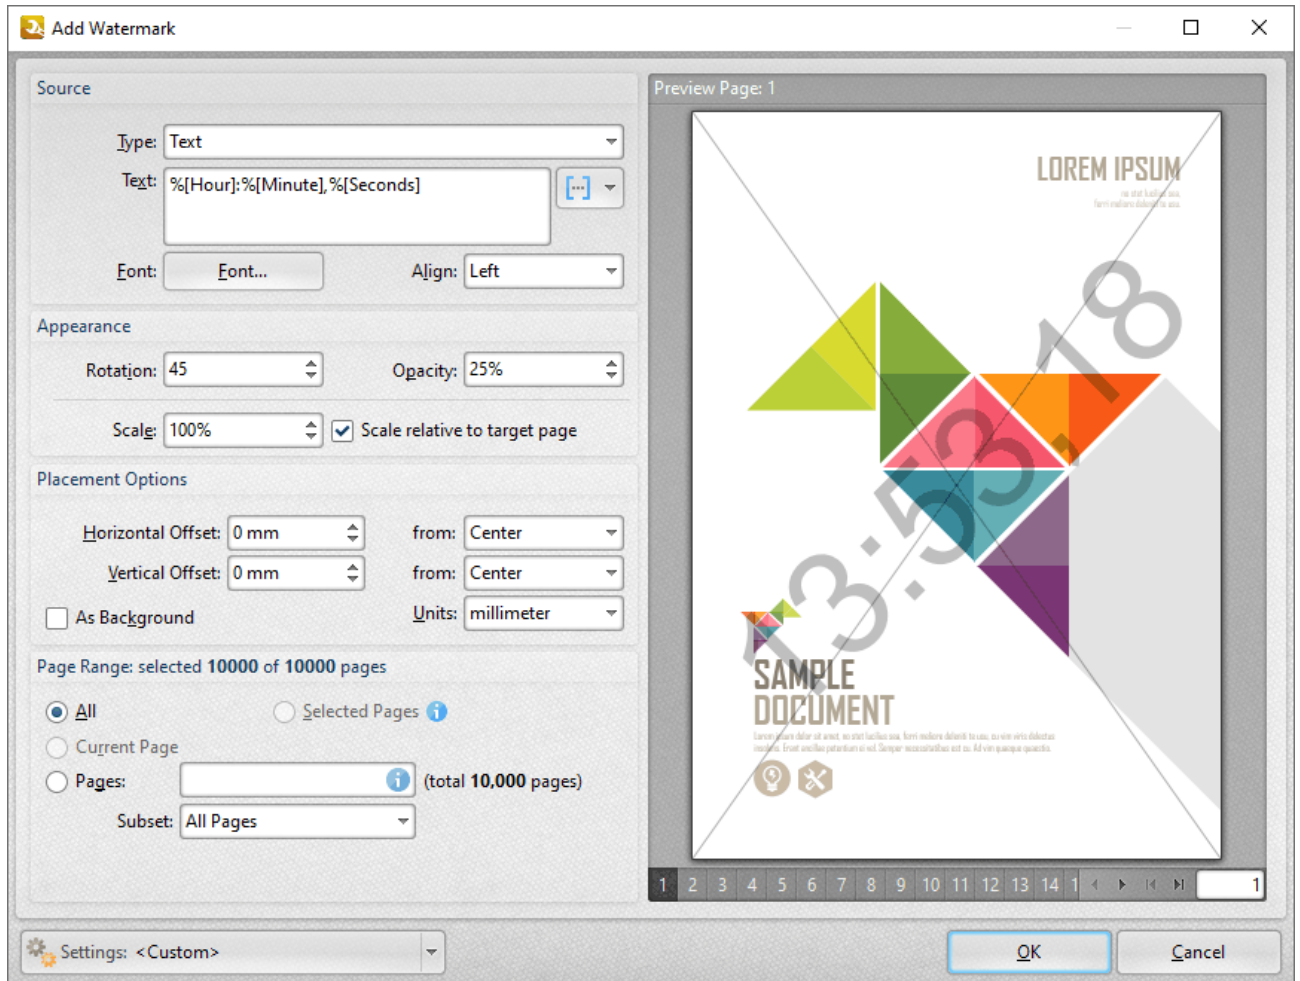 Add Watermark
Source
Type: Text
Text: %[Hour]:%[Minute],%[Seconds]
Font: Font... Align: Left
Appearance
Rotation: 45 Opacity: 25%
Scale: 100% Scale relative to target page
Placement Options
Horizontal Offset: 0 mm from: Center
Vertical Offset: 0 mm from: Center
As Background Units: millimeter
Page Range: selected 10000 of 10000 pages
All Selected Pages
Current Page
Pages: (total 10,000 pages)
Subset: All Pages
Preview Page: 1
LOREM IPSUM
13:53,18
SAMPLE
DOCUMENT
1 2 3 4 5 6 7 8 9 10 11 12 13 14 1 1
Settings: <Custom> OK Cancel